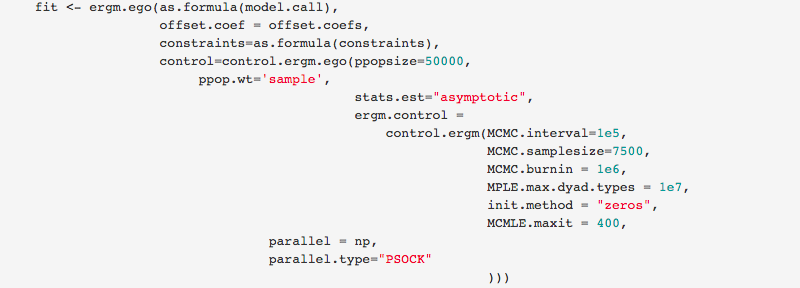 fit <- ergm.ego(as.formula(model.call),
offset.coef = offset.coefs,
constraints=as.formula(constraints),
control=control.ergm.ego(ppopsize=50000,
ppop.wt='sample',
stats.est="asymptotic",
ergm.control =
control.ergm(MCMC.interval=1e5,
MCMC.samplesize=7500,
MCMC.burnin = 1e6,
MPLE.max.dyad.types = 1e7,
init.method = "zeros",
MCMLE.maxit = 400,
parallel = np,
parallel.type="PSOCK"
)))